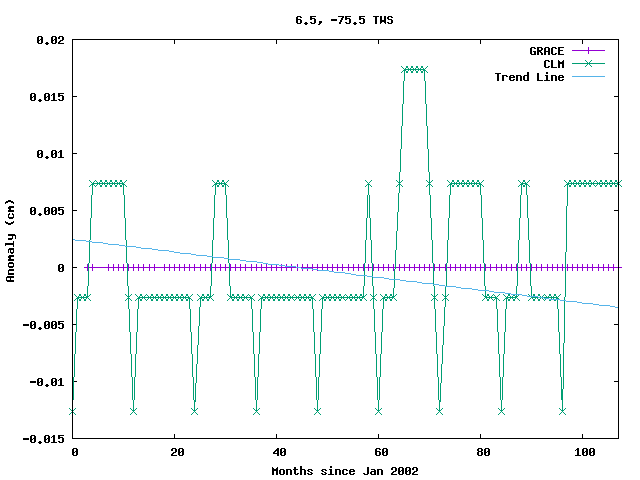 6.5, -75.5 TWS
0.02
0.015
0.01
0.005
0
-0.005
-0.01
-0.015
Anomaly (cm)
GRACE
CLM
Trend Line
0 20 40 60 80 100
Months since Jan 2002